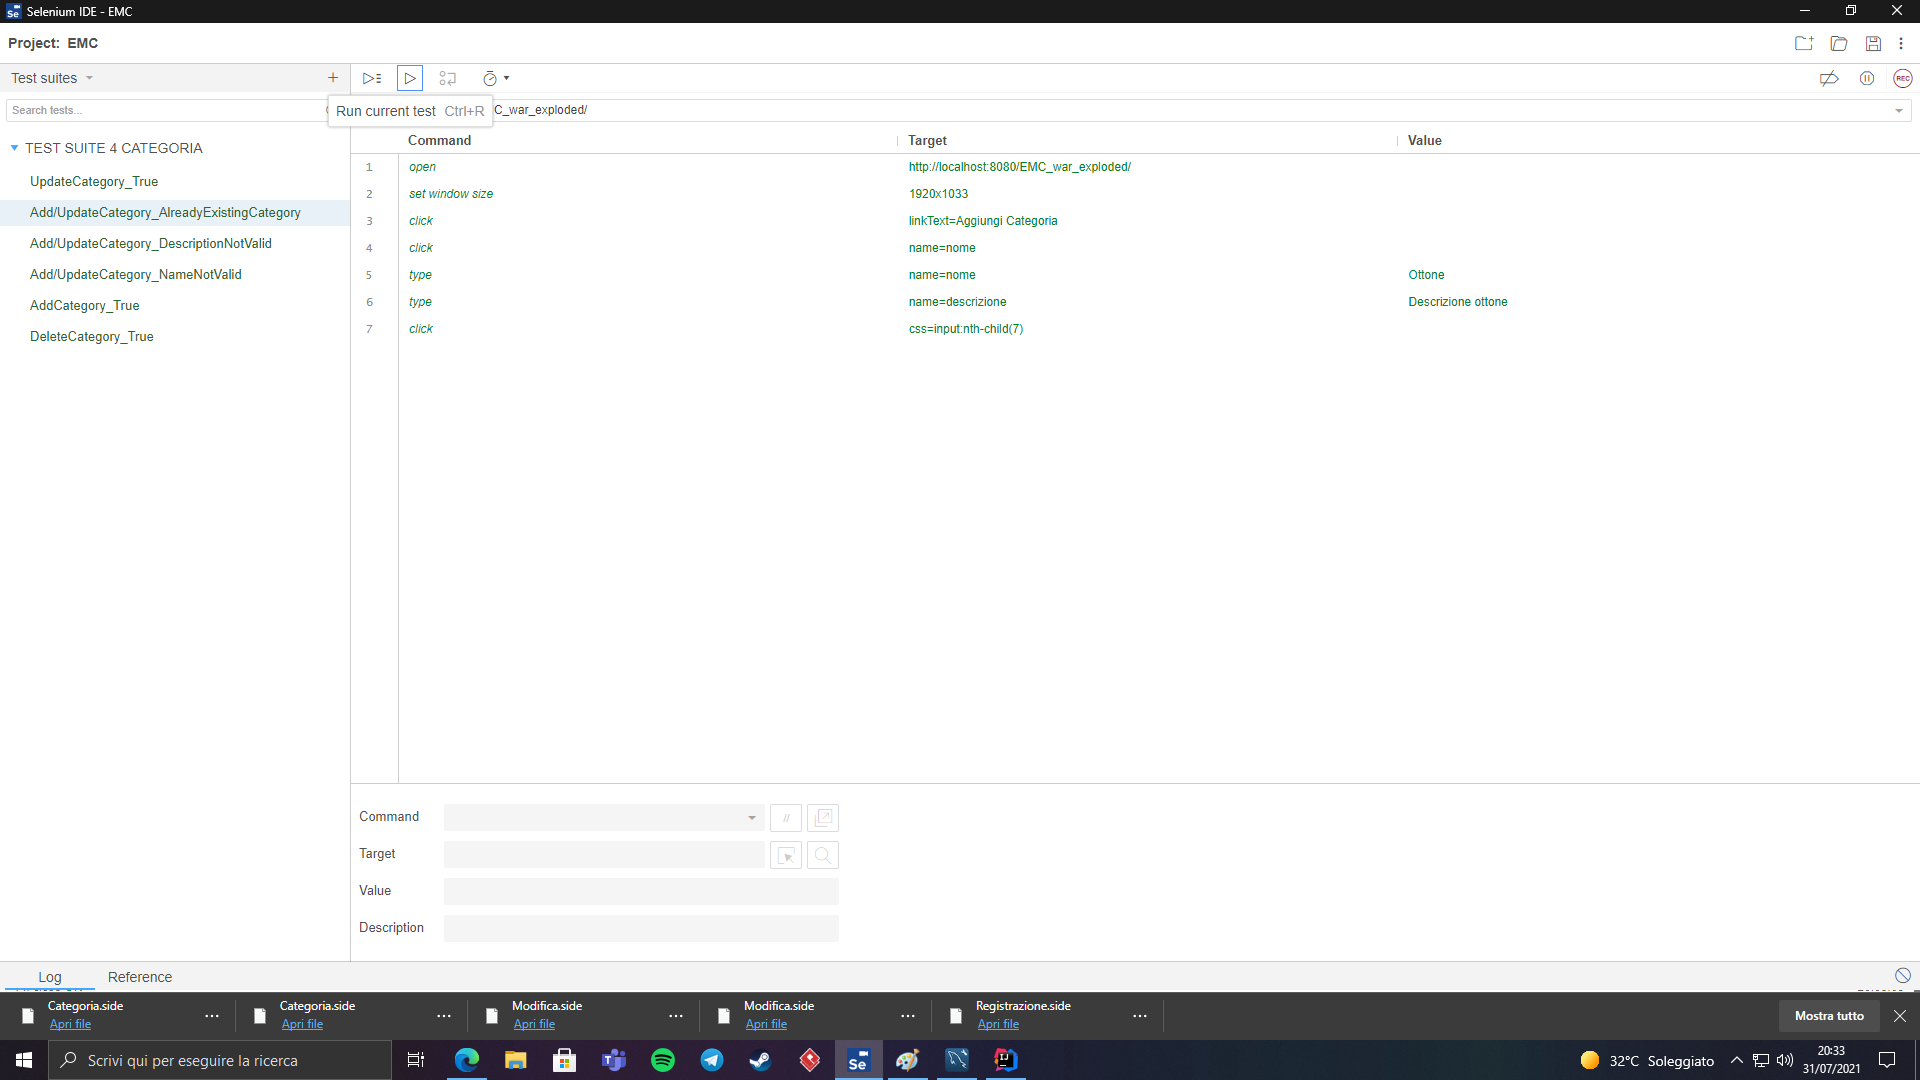 Selenium IDE - EMC
Project: EMC
Test suites
Run current test Ctrl+R
Search tests...
C_war_exploded/
Command Target Value
TEST SUITE 4 CATEGORIA
UpdateCategory_True
Add/UpdateCategory_AlreadyExistingCategory
Add/UpdateCategory_DescriptionNotValid
Add/UpdateCategory_NameNotValid
AddCategory_True
DeleteCategory_True
1 open http://localhost:8080/EMC_war_exploded/
2 set window size 1920x1033
3 click linkText=Aggiungi Categoria
4 click name=nome
5 type name=nome Ottone
6 type name=descrizione Descrizione ottone
7 click css=input:nth-child(7)
REC
Command //
Target
Value
Description
Log Reference
Categoria.side Categoria.side Modifica.side Modifica.side Registrazione.side
Apri file Apri file Apri file Apri file Apri file
Mostra tutto
Scrivi qui per eseguire la ricerca
32°C Soleggiato
20:33
31/07/2021